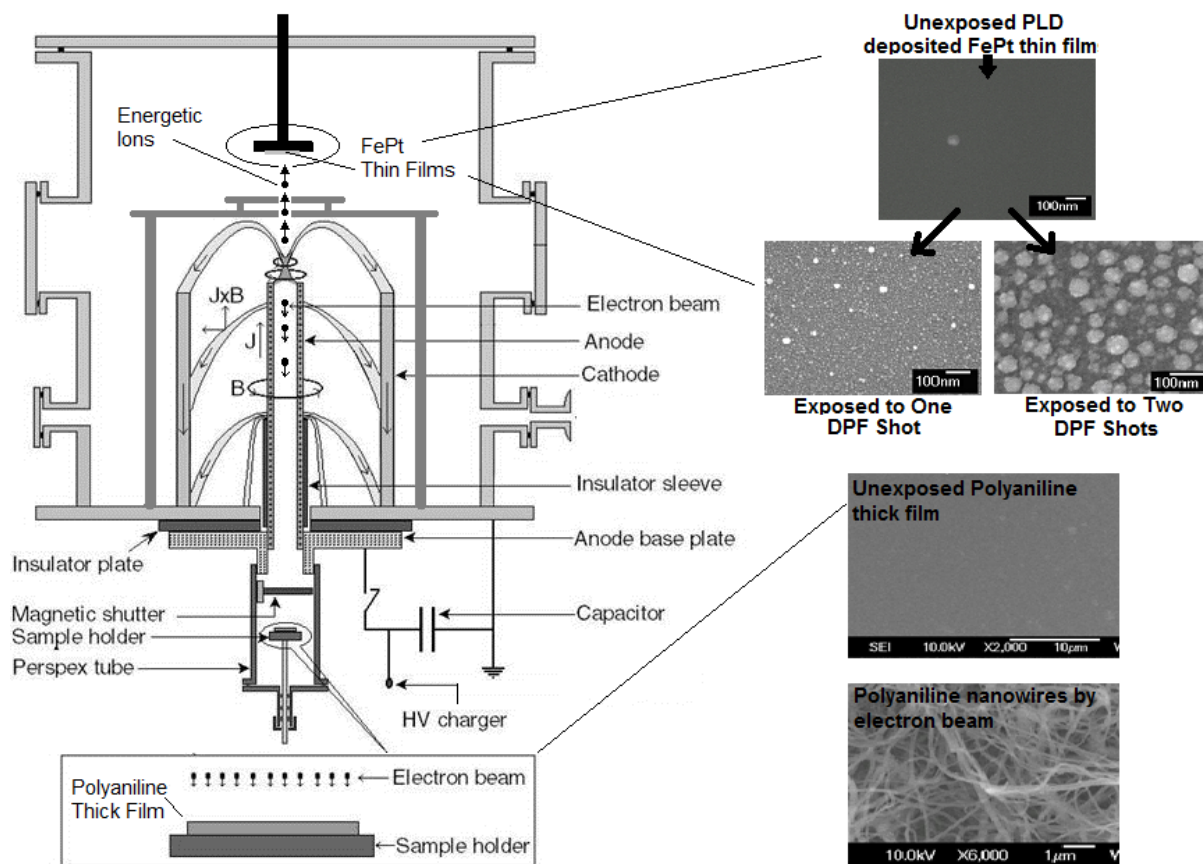 Energetic
Ions
FePt
Thin Films
JxB
J
B
Electron beam
Anode
Cathode
Insulator sleeve
Insulator plate
Anode base plate
Magnetic shutter
Sample holder
Perspex tube
Capacitor
HV charger
Electron beam
Polyaniline
Thick Film
Sample holder
Unexposed PLD
deposited FePt thin film
100nm
100nm
100nm
Exposed to One
DPF Shot
Exposed to Two
DPF Shots
Unexposed Polyaniline
thick film
SEI 10.0kV X2,000 10µm
Polyaniline nanowires by
electron beam
10.0kV X6,000 1µm